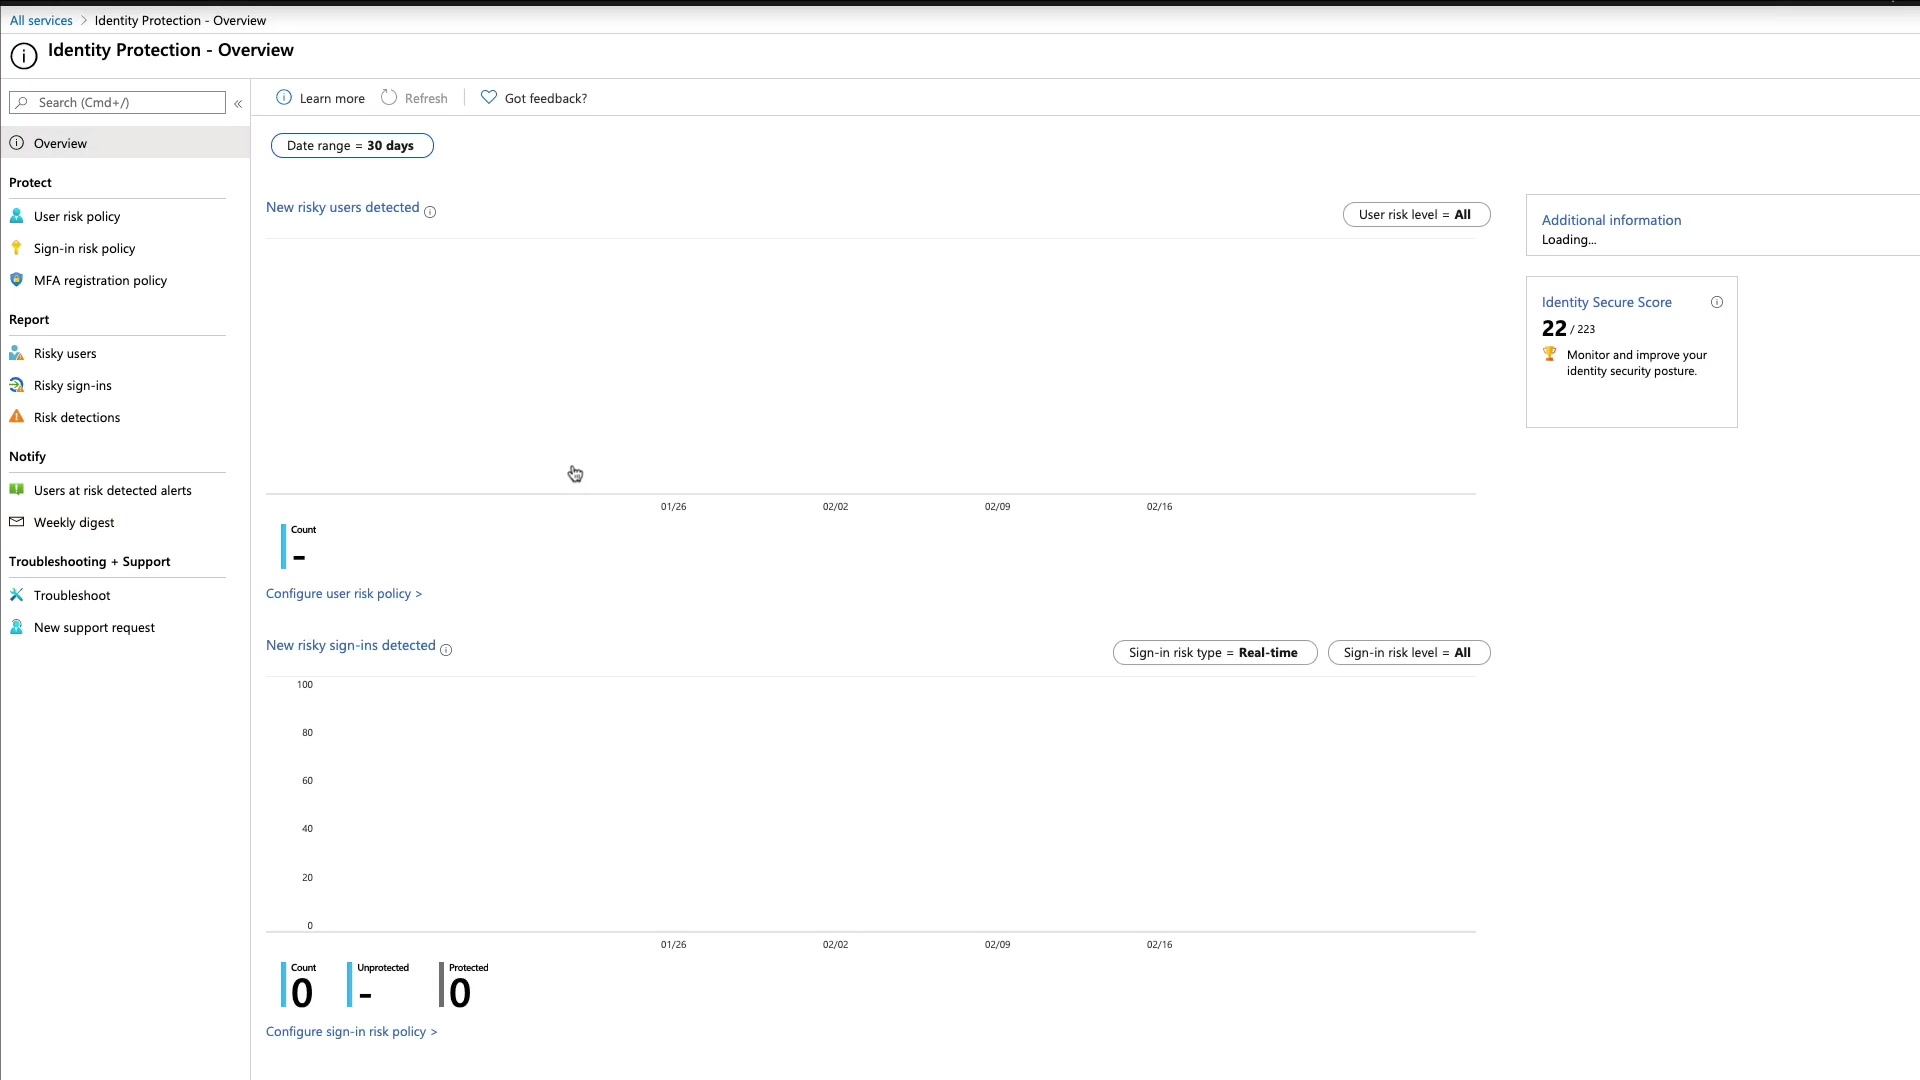 All services > Identity Protection - Overview
Identity Protection - Overview
Search (Cmd+/)
«
Learn more
Refresh
Got feedback?
Overview
Protect
User risk policy
Sign-in risk policy
MFA registration policy
Report
Risky users
Risky sign-ins
Risk detections
Notify
Users at risk detected alerts
Weekly digest
Troubleshooting + Support
Troubleshoot
New support request
Date range = 30 days
New risky users detected
User risk level = All
01/26 02/02 02/09 02/16
Count
-
Configure user risk policy >
New risky sign-ins detected
Sign-in risk type = Real-time
Sign-in risk level = All
100
80
60
40
20
0
01/26 02/02 02/09 02/16
Count Unprotected Protected
0 - 0
Configure sign-in risk policy >
Additional information
Loading...
Identity Secure Score
22 / 223
Monitor and improve your
identity security posture.